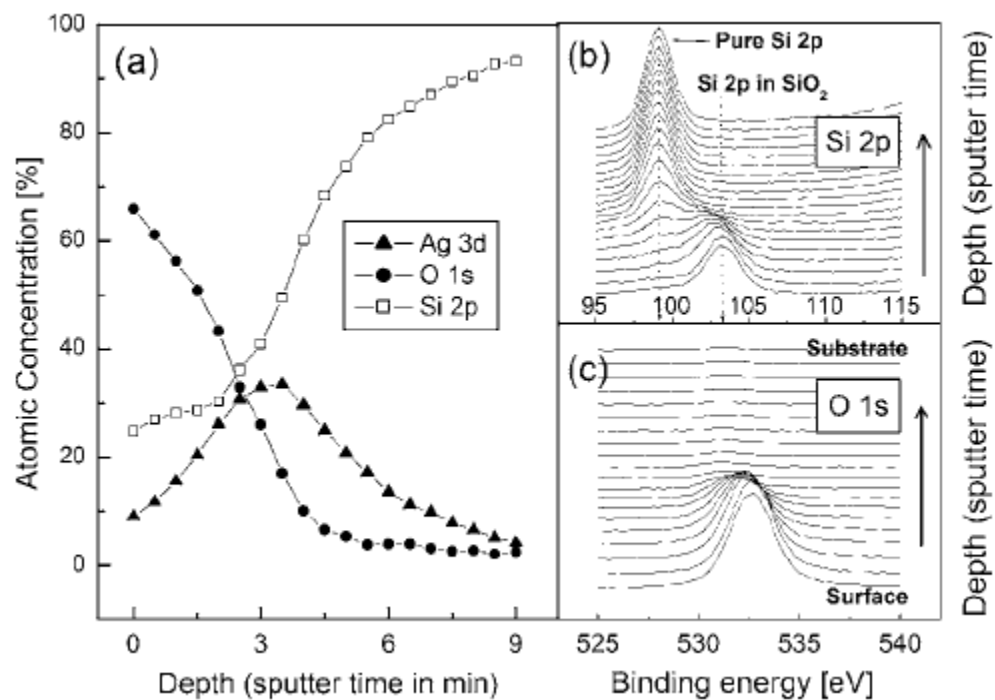 (a)
100
80
60
40
20
0
Atomic Concentration [%]
0 3 6 9
Depth (sputter time in min)
Ag 3d
O 1s
Si 2p
(b)
Pure Si 2p
Si 2p in SiO₂
Si 2p
95 100 105 110 115
Depth (sputter time)
(c)
Substrate
O 1s
Surface
525 530 535 540
Binding energy [eV]
Depth (sputter time)